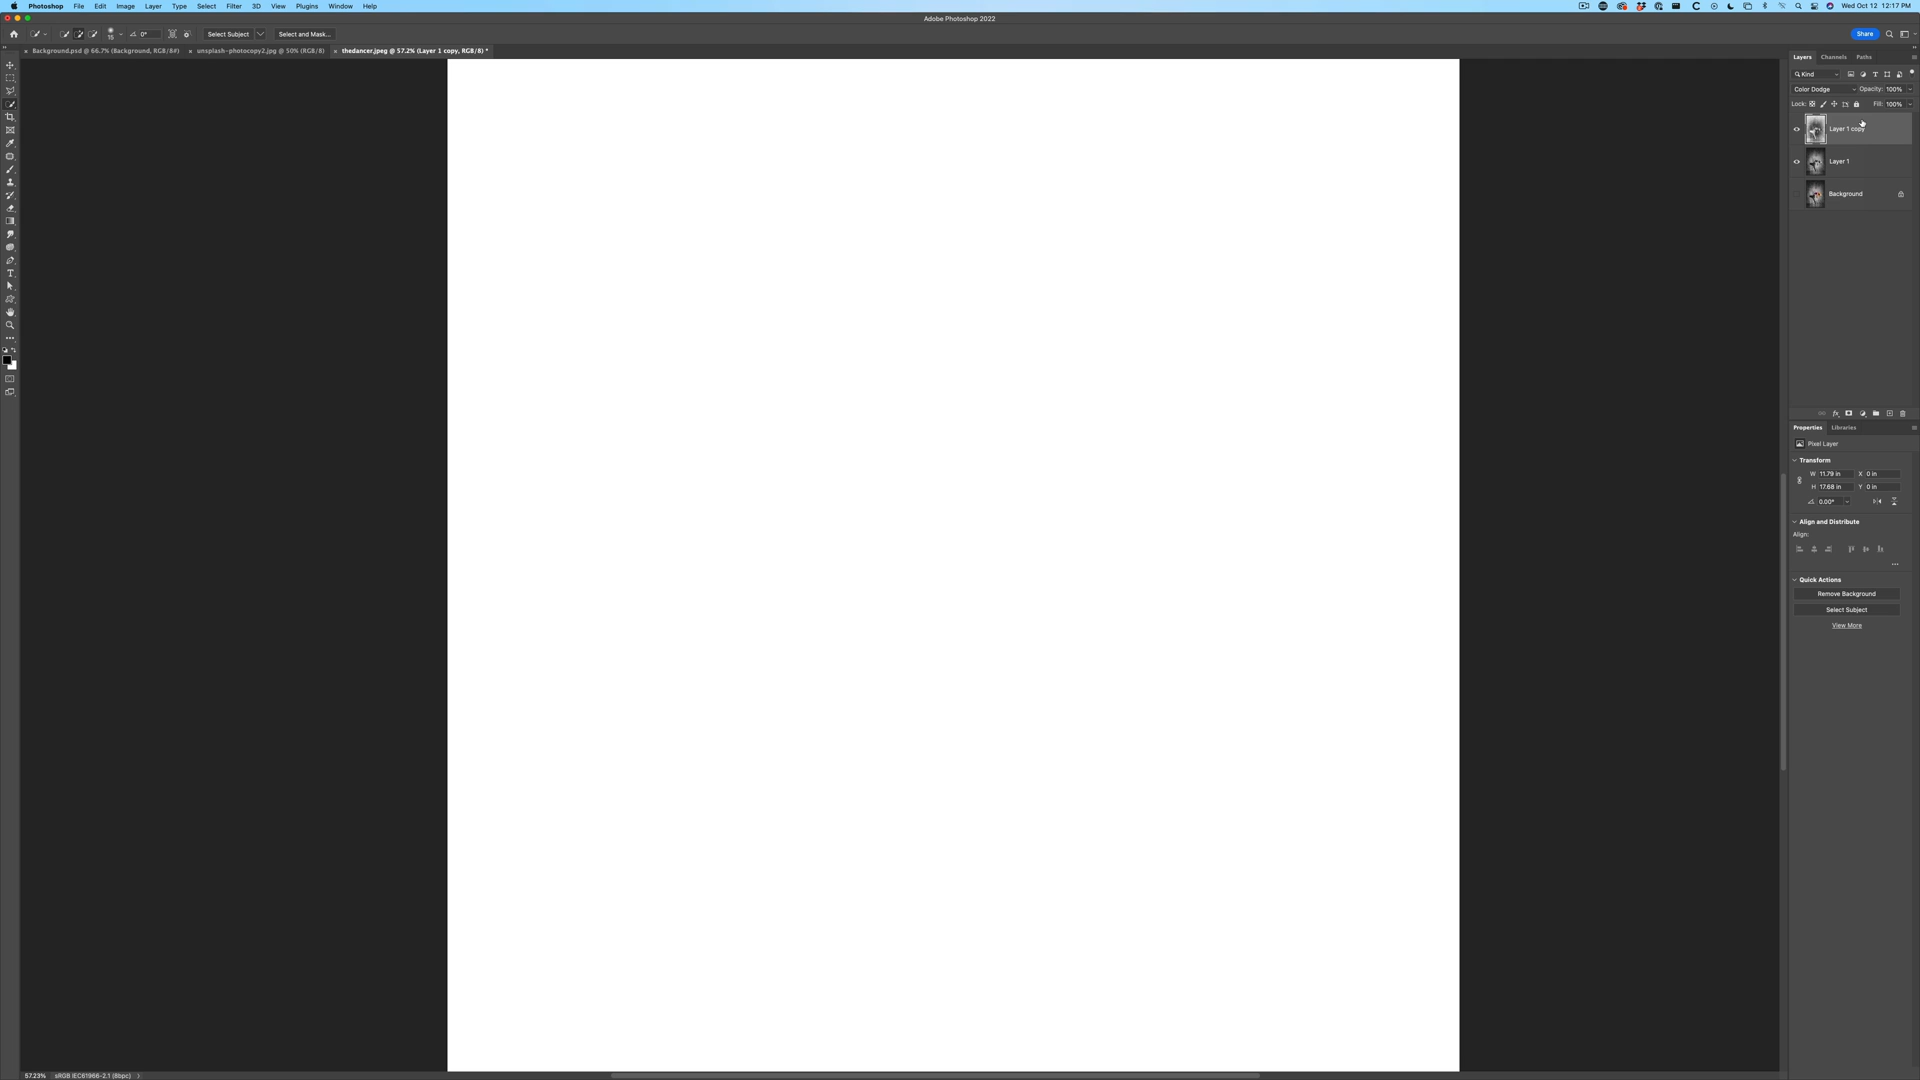 Photoshop File Edit Image Layer Type Select Filter 3D View Plugins Window Help Wed Oct 12 12:17 PM
Adobe Photoshop 2022
0° Select Subject Select and Mask... Share
× Background.psd @ 66.7% (Background, RGB/8#) × unsplash-photocopy2.jpg @ 50% (RGB/8) × thedancer.jpeg @ 57.2% (Layer 1 copy, RGB/8) *
Layers Channels Paths
Kind
Color Dodge Opacity: 100%
Lock: Fill: 100%
Layer 1 copy
Layer 1
Background
Properties Libraries
Pixel Layer
Transform
W 11.79 in X 0 in
H 17.68 in Y 0 in
0.00°
Align and Distribute
Align:
Quick Actions
Remove Background
Select Subject
View More
57.23% sRGB IEC61966-2.1 (8bpc)